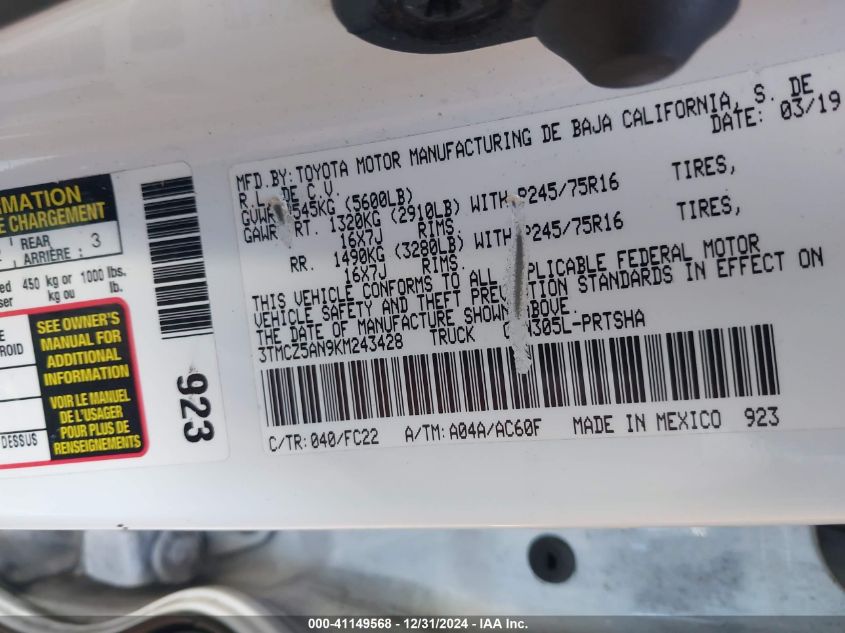 MFD.BY: TOYOTA MOTOR MANUFACTURING DE BAJA CALIFORNIA, S. DE
R.L. DE C.V. DATE: 03/19
GVWR 545KG (5600LB)
GAWR RT. 1320KG (2910LB) WITH P245/75R16 TIRES,
16X7J RIMS.
RR. 1490KG (3280LB) WITH P245/75R16 TIRES,
16X7J RIMS.
THIS VEHICLE CONFORMS TO ALL APPLICABLE FEDERAL MOTOR
VEHICLE SAFETY AND THEFT PREVENTION STANDARDS IN EFFECT ON
THE DATE OF MANUFACTURE SHOWN ABOVE.
3TMCZ5AN9KM243428 TRUCK N305L-PRTSHA
C/TR: 040/FC22 A/TM: A04A/AC60F MADE IN MEXICO 923
REAR
ARRIÈRE : 3
450 kg or 1000 lbs.
kg ou lb.
SEE OWNER'S
MANUAL FOR
ADDITIONAL
INFORMATION
VOIR LE MANUEL
DE L'USAGER
POUR PLUS DE
RENSEIGNEMENTS
DESSUS
923
E CHARGEMENT
000-41149568 - 12/31/2024 - IAA Inc.